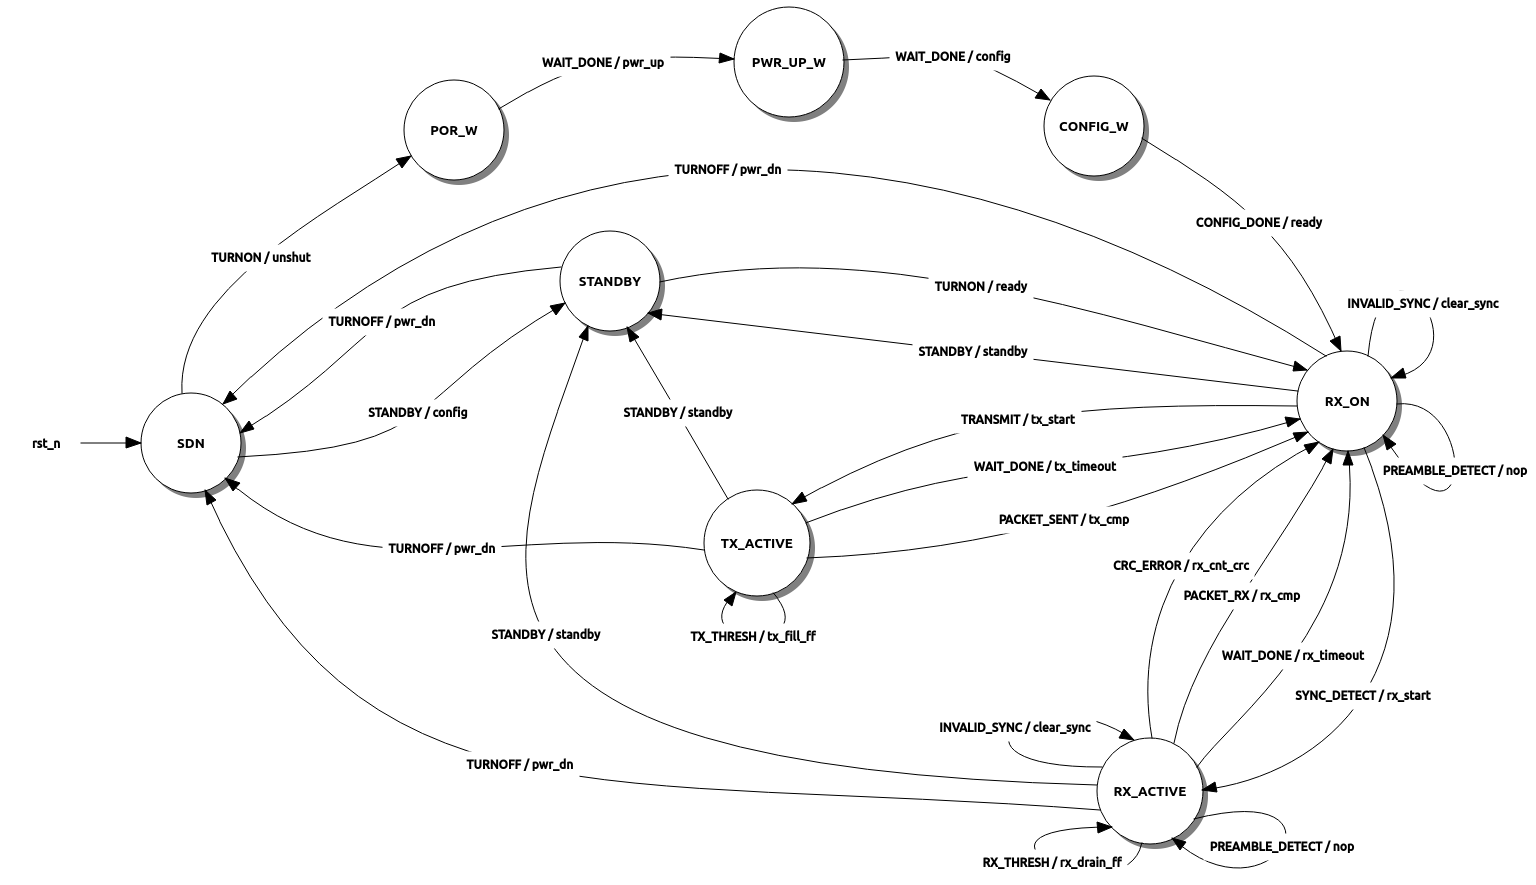 WAIT_DONE / pwr_up
PWR_UP_W
WAIT_DONE / config
POR_W
CONFIG_W
TURNOFF / pwr_dn
CONFIG_DONE / ready
TURNON / unshut
STANDBY
TURNON / ready
INVALID_SYNC / clear_sync
TURNOFF / pwr_dn
STANDBY / standby
RX_ON
STANDBY / config
STANDBY / standby
TRANSMIT / tx_start
rst_n
SDN
WAIT_DONE / tx_timeout
PREAMBLE_DETECT / nop
PACKET_SENT / tx_cmp
TURNOFF / pwr_dn
TX_ACTIVE
CRC_ERROR / rx_cnt_crc
PACKET_RX / rx_cmp
STANDBY / standby
TX_THRESH / tx_fill_ff
WAIT_DONE / rx_timeout
SYNC_DETECT / rx_start
INVALID_SYNC / clear_sync
TURNOFF / pwr_dn
RX_ACTIVE
PREAMBLE_DETECT / nop
RX_THRESH / rx_drain_ff